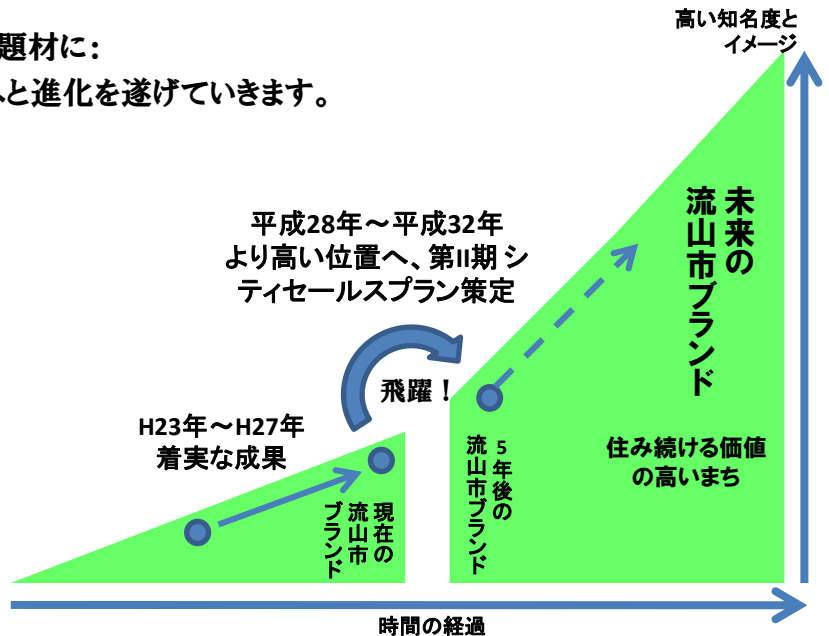 題材に：
と進化を遂げていきます。
高い知名度と
イメージ
平成28年～平成32年
より高い位置へ、第II期 シ
ティセールスプラン策定
飛躍！
H23年～H27年
着実な成果
現在の
流山市
ブランド
5年後の
流山市ブランド
未来の
流山市ブランド
住み続ける価値
の高いまち
時間の経過